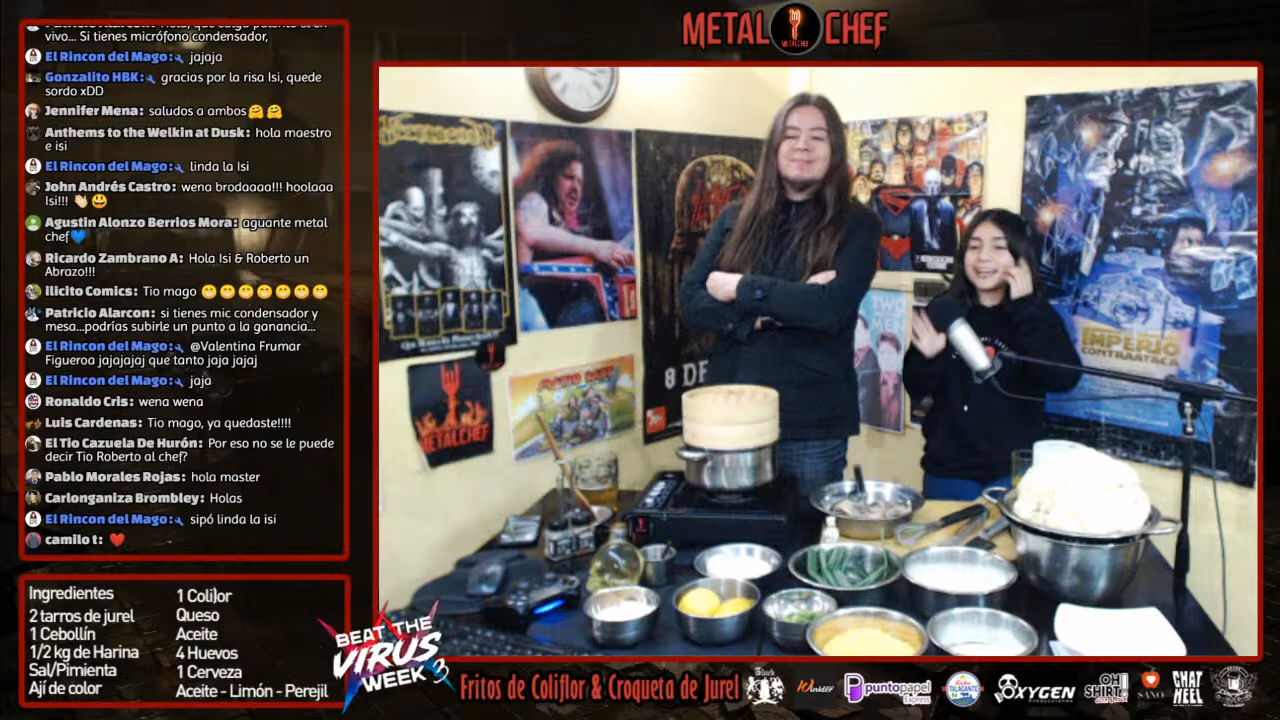 METAL CHEF
METALCHEF
vivo... Si tienes micrófono condensador,
El Rincon del Mago: jajaja
Gonzalito HBK: gracias por la risa Isi, quede
sordo xDD
Jennifer Mena: saludos a ambos🤗 🤗
Anthems to the Welkin at Dusk: hola maestro
e isi
El Rincon del Mago: linda la Isi
John Andrés Castro: wena brodaaaa!!! hoolaaa
Isi!!! 👋🏻 😃
Agustin Alonzo Berrios Mora: aguante metal
chef💙
Ricardo Zambrano A: Hola Isi & Roberto un
Abrazo!!!
ilicito Comics: Tio mago 😁 😁 😁 😁 😁 😁 😁
Patricio Alarcon: si tienes mic condensador y
mesa...podrías subirle un punto a la ganancia...
El Rincon del Mago: @Valentina Frumar
Figueroa jajajajaj que tanto jaja jajaj
El Rincon del Mago: jaja
Ronaldo Cris: wena wena
Luis Cardenas: Tio mago, ya quedaste!!!!
El Tio Cazuela De Hurón: Por eso no se le puede
decir Tio Roberto al chef?
Pablo Morales Rojas: hola master
Carlonganiza Brombley: Holas
El Rincon del Mago: sipó linda la isi
camilo t: ❤️
Ingredientes
2 tarros de jurel
1 Cebollín
1/2 kg de Harina
Sal/Pimienta
Ají de color
1 Coliflor
Queso
Aceite
4 Huevos
1 Cerveza
Aceite - Limón - Perejil
BEAT THE
VIRUS
WEEK 3
METALCHEF
8 DE
IMPERIO
CONTRAATACA
Fritos de Coliflor & Croqueta de Jurel
puntopapel
Express
TALAGANTE
OXYGEN
OH
SHIRT!
SANO
CHAT
NEEL